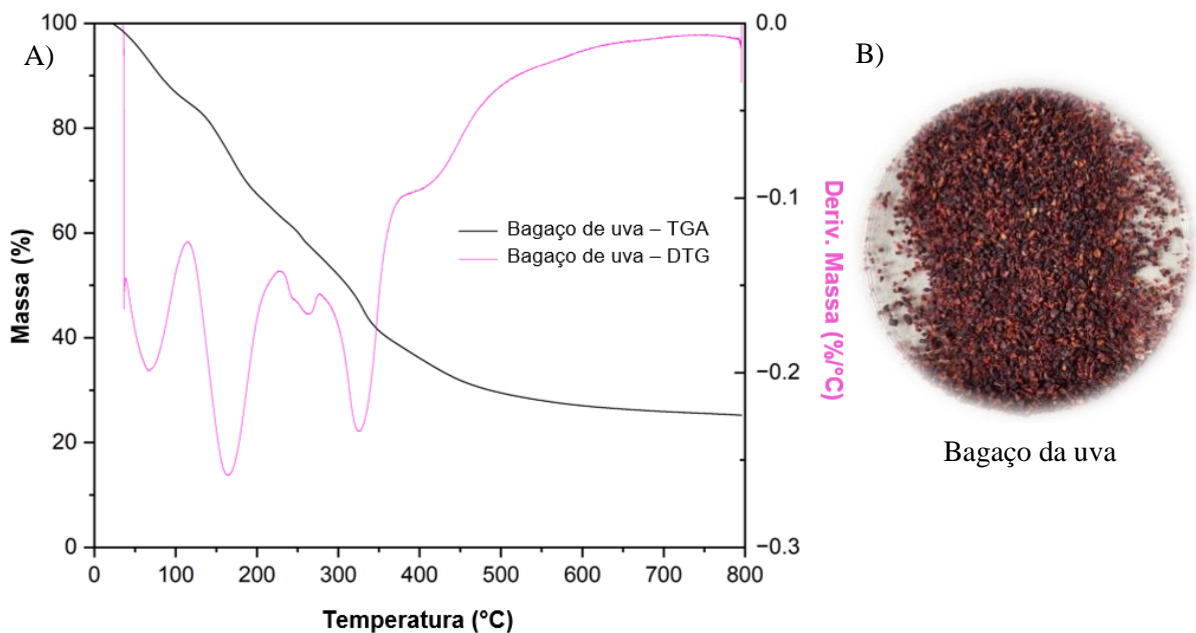 A)
100
80
60
40
20
0
Massa (%)
0 100 200 300 400 500 600 700 800
Temperatura (°C)
Bagaço de uva – TGA
Bagaço de uva – DTG
0.0
−0.1
−0.2
−0.3
Deriv. Massa (%/°C)
B)
Bagaço da uva